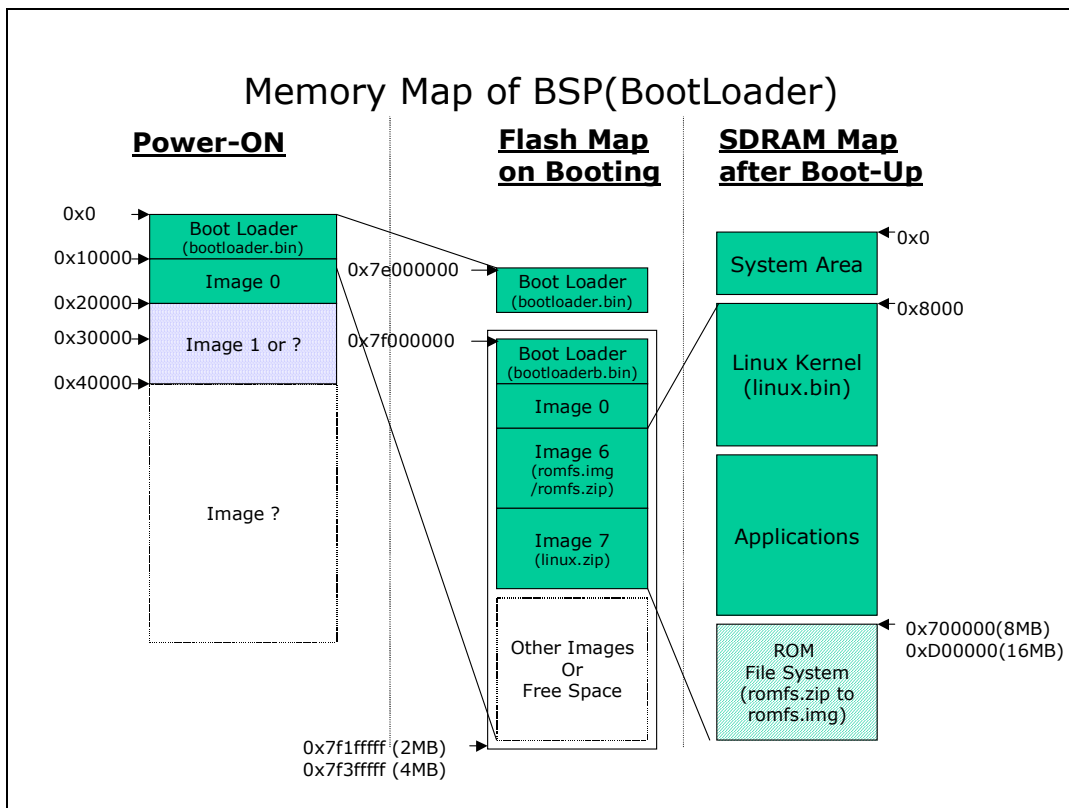 Memory Map of BSP(BootLoader)
Power-ON
0x0
Boot Loader
(bootloader.bin)
0x10000
Image 0
0x20000
0x30000
Image 1 or ?
0x40000
Image ?
Flash Map
on Booting
0x7e000000
Boot Loader
(bootloader.bin)
0x7f000000
Boot Loader
(bootloaderb.bin)
Image 0
Image 6
(romfs.img
/romfs.zip)
Image 7
(linux.zip)
Other Images
Or
Free Space
0x7f1fffff (2MB)
0x7f3fffff (4MB)
SDRAM Map
after Boot-Up
0x0
System Area
0x8000
Linux Kernel
(linux.bin)
Applications
0x700000(8MB)
0xD00000(16MB)
ROM
File System
(romfs.zip to
romfs.img)